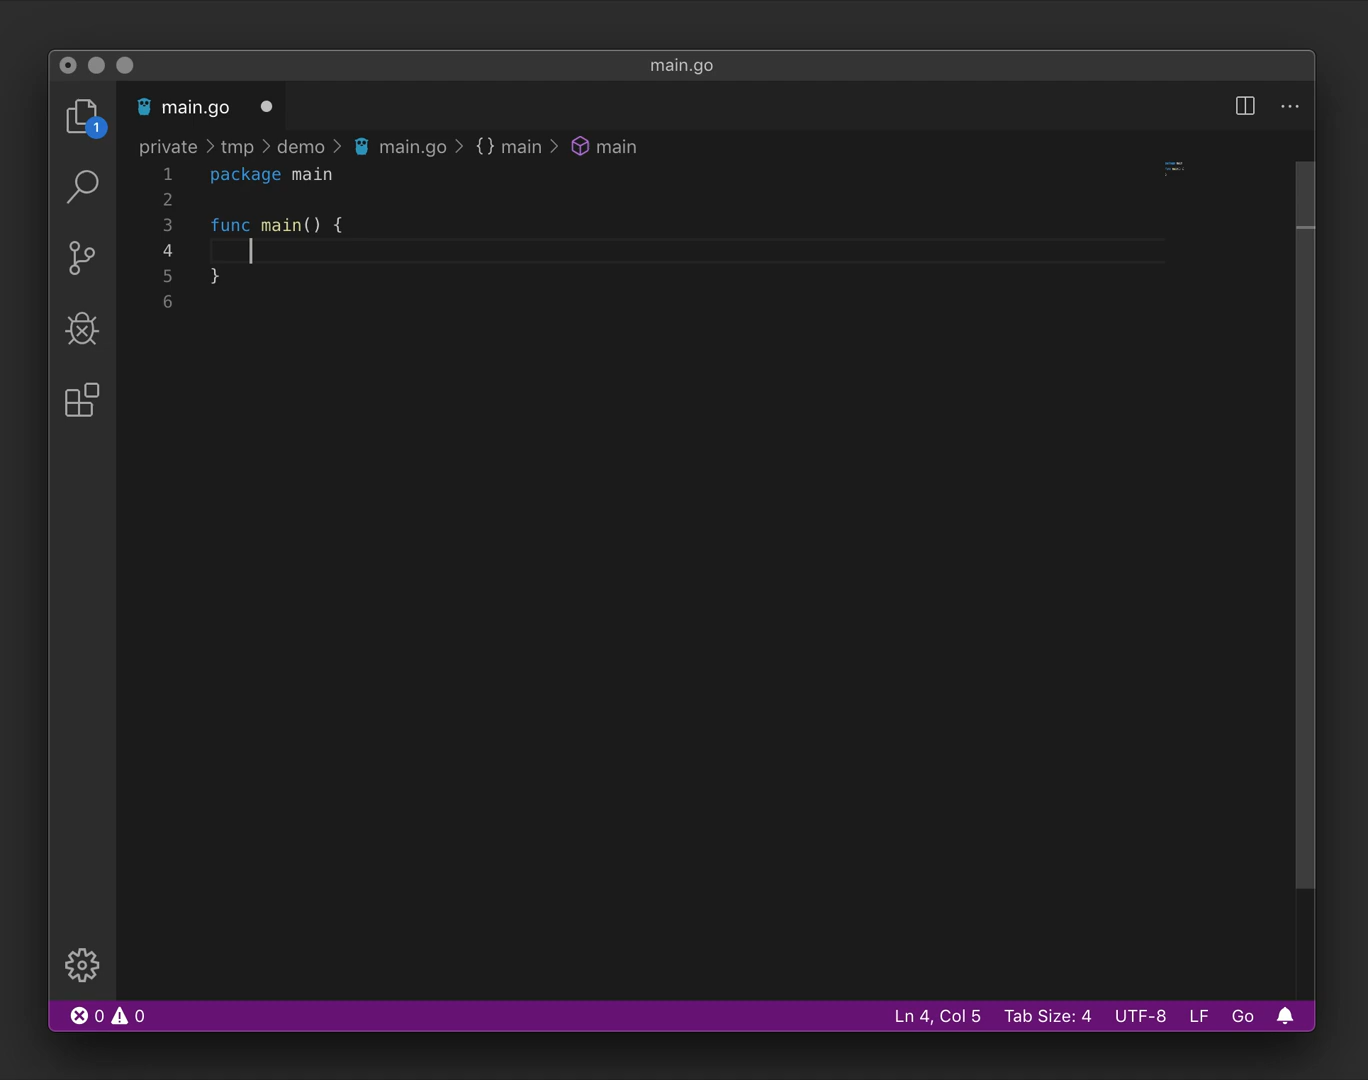 main.go
main.go
1
private > tmp > demo > main.go > {} main > main
1 package main
2
3 func main() {
4
5 }
6
0 0 Ln 4, Col 5 Tab Size: 4 UTF-8 LF Go